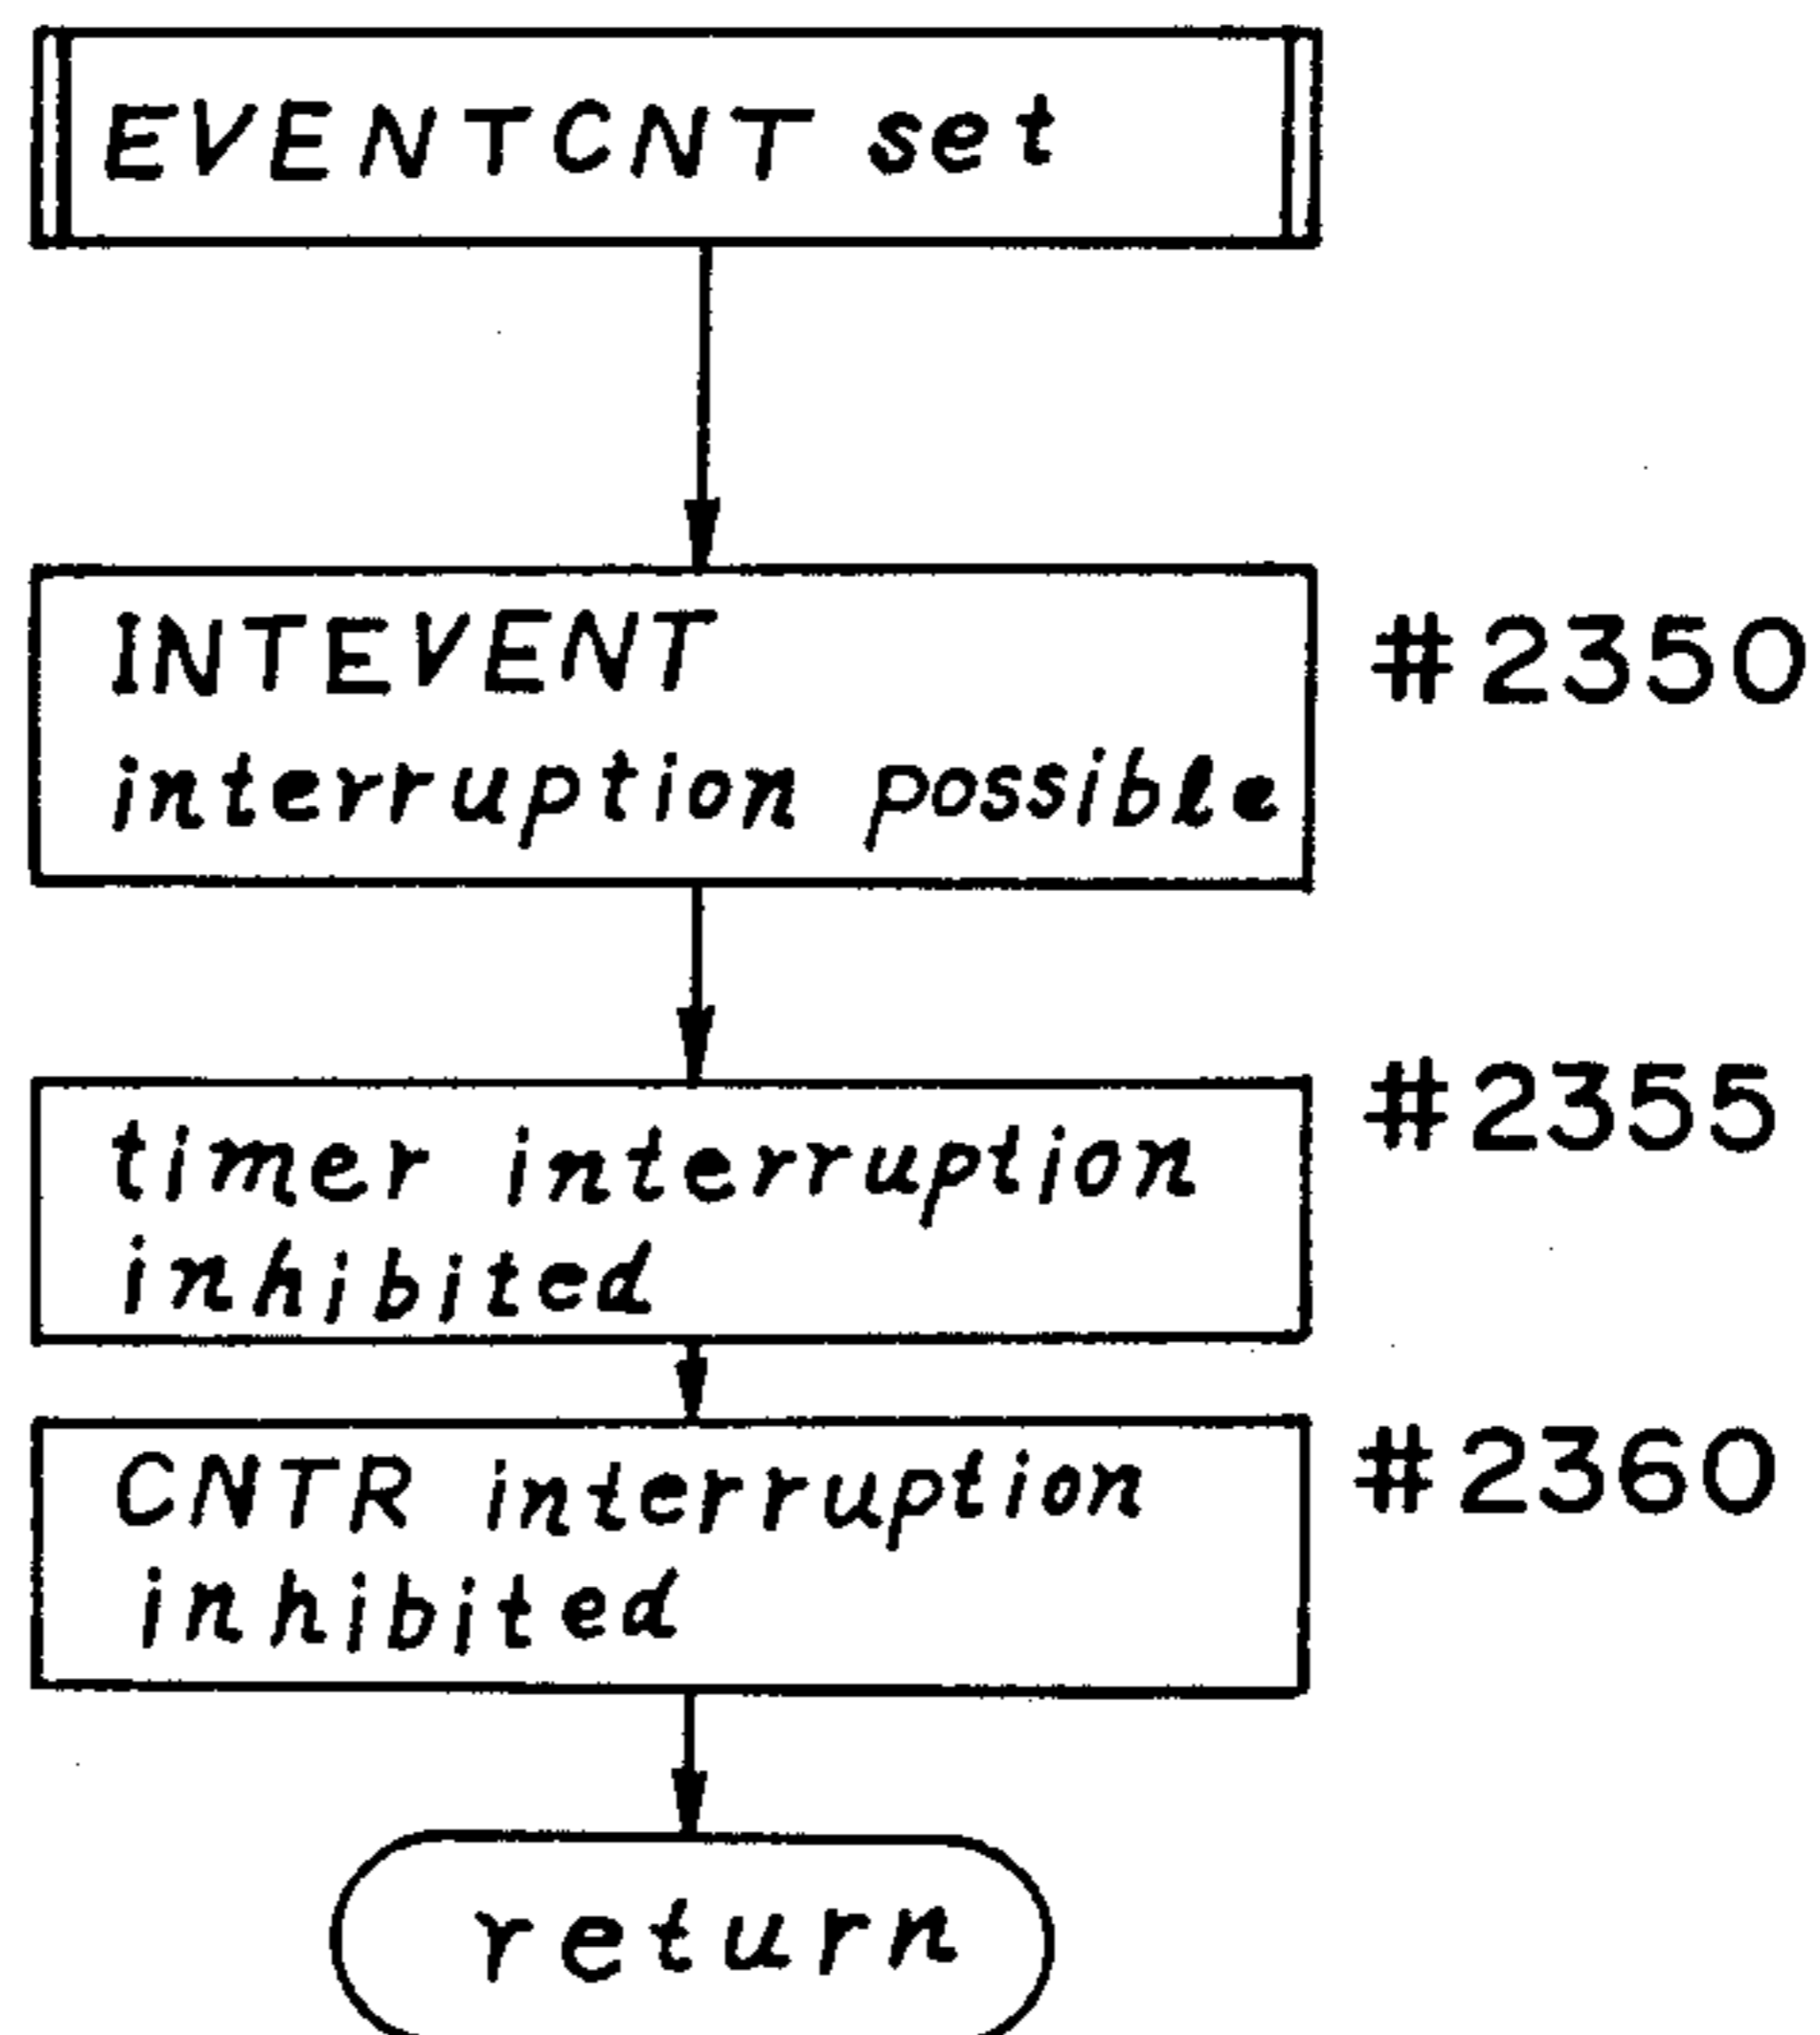 EVENTCNT set
INTEVENT #2350
interruption possible
timer interruption #2355
inhibited
CNTR interruption #2360
inhibited
return